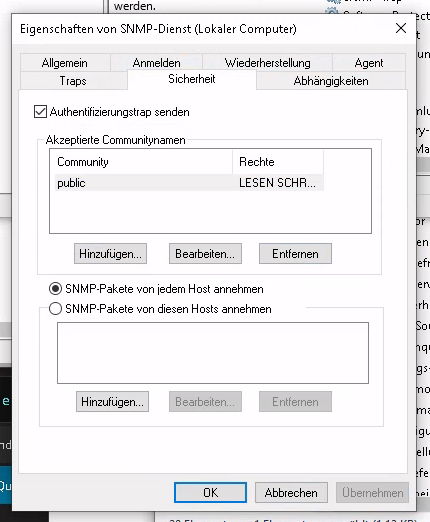 werden.
Eigenschaften von SNMP-Dienst (Lokaler Computer)
Allgemein Anmelden Wiederherstellung Agent
Traps Sicherheit Abhängigkeiten
Authentifizierungstrap senden
Akzeptierte Communitynamen
Community Rechte
public LESEN SCHR...
Hinzufügen... Bearbeiten... Entfernen
SNMP-Pakete von jedem Host annehmen
SNMP-Pakete von diesen Hosts annehmen
Hinzufügen... Bearbeiten... Entfernen
OK Abbrechen Übernehmen